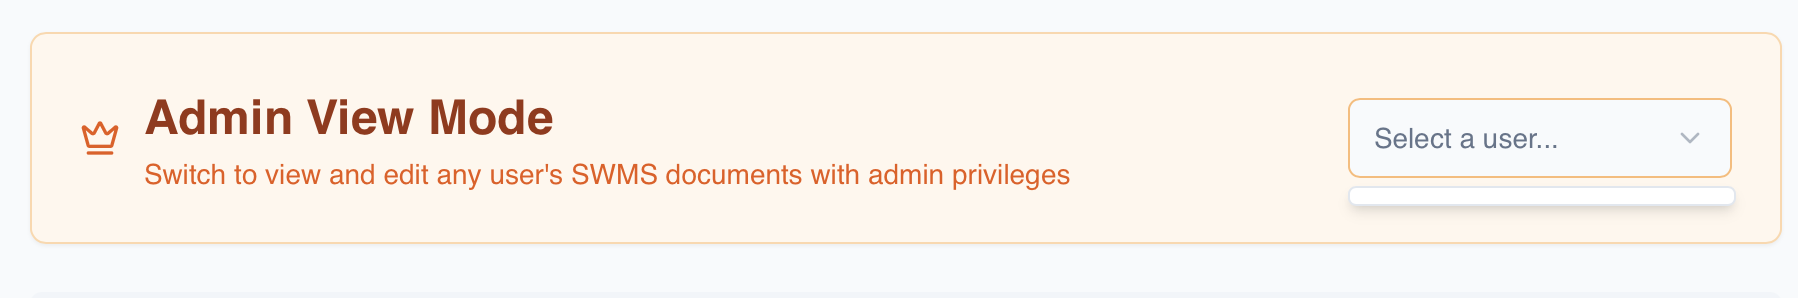 Admin View Mode
Switch to view and edit any user's SWMS documents with admin privileges
Select a user...